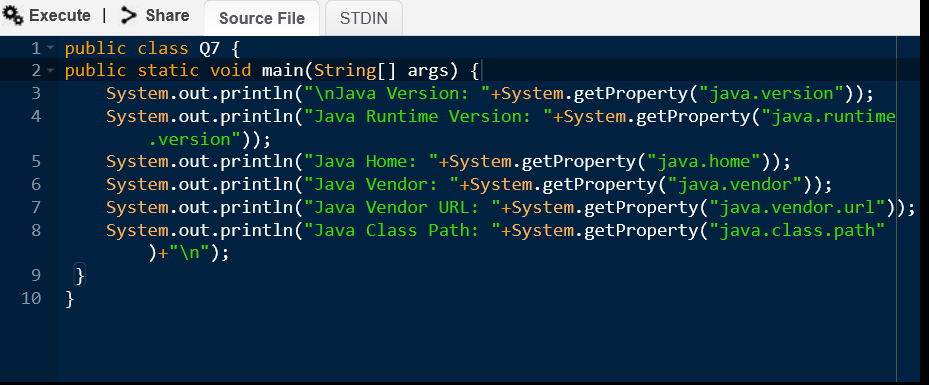 Execute | > Share Source File STDIN
1 public class Q7 {
2 public static void main(String[] args) {
3 System.out.println("\nJava Version: "+System.getProperty("java.version"));
4 System.out.println("Java Runtime Version: "+System.getProperty("java.runtime
.version"));
5 System.out.println("Java Home: "+System.getProperty("java.home"));
6 System.out.println("Java Vendor: "+System.getProperty("java.vendor"));
7 System.out.println("Java Vendor URL: "+System.getProperty("java.vendor.url"));
8 System.out.println("Java Class Path: "+System.getProperty("java.class.path"
)+"\n");
9 }
10 }